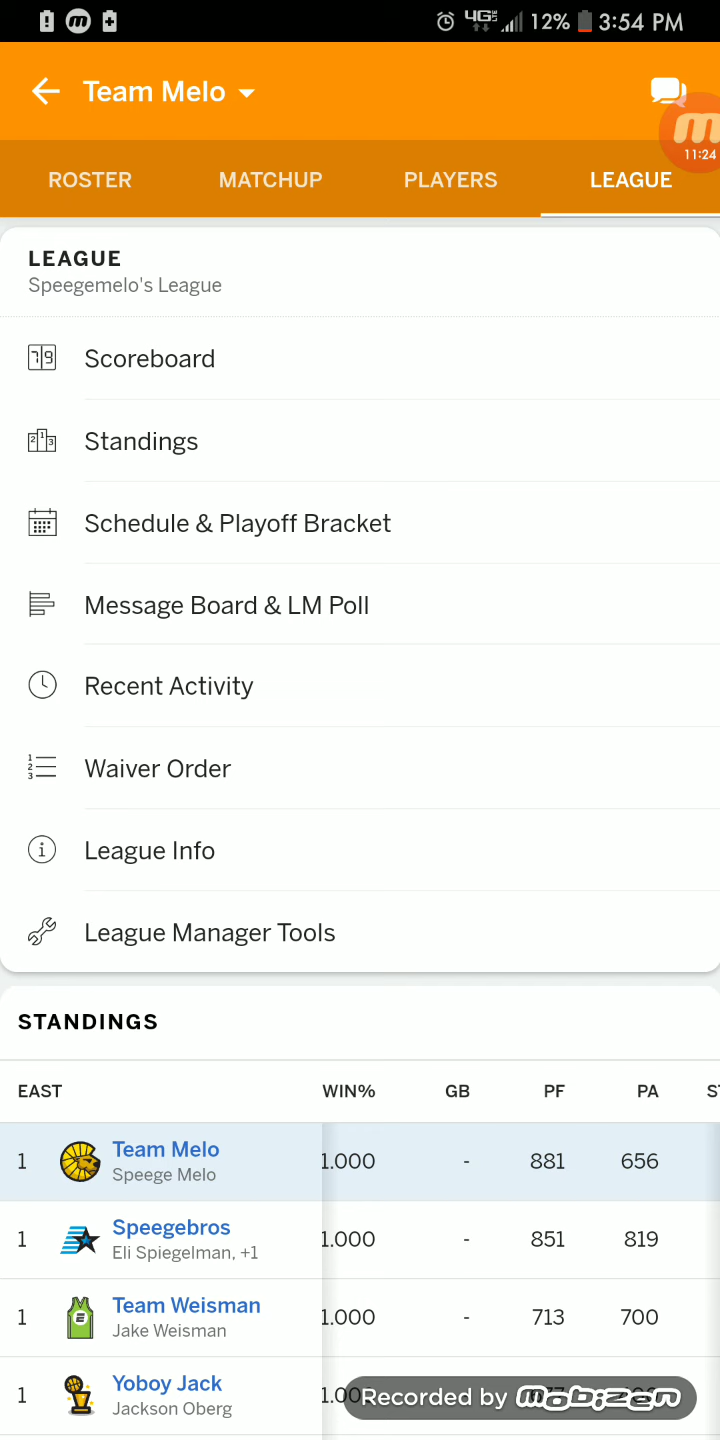 4G LTE 12% 3:54 PM
Team Melo
11:24
ROSTER MATCHUP PLAYERS LEAGUE
LEAGUE
Speegemelo's League
Scoreboard
Standings
Schedule & Playoff Bracket
Message Board & LM Poll
Recent Activity
Waiver Order
League Info
League Manager Tools
STANDINGS
EAST WIN% GB PF PA
1 Team Melo 1.000 - 881 656
Speege Melo
1 Speegebros 1.000 - 851 819
Eli Spiegelman, +1
1 Team Weisman 1.000 - 713 700
Jake Weisman
1 Yoboy Jack
Jackson Oberg
Recorded by mobizen